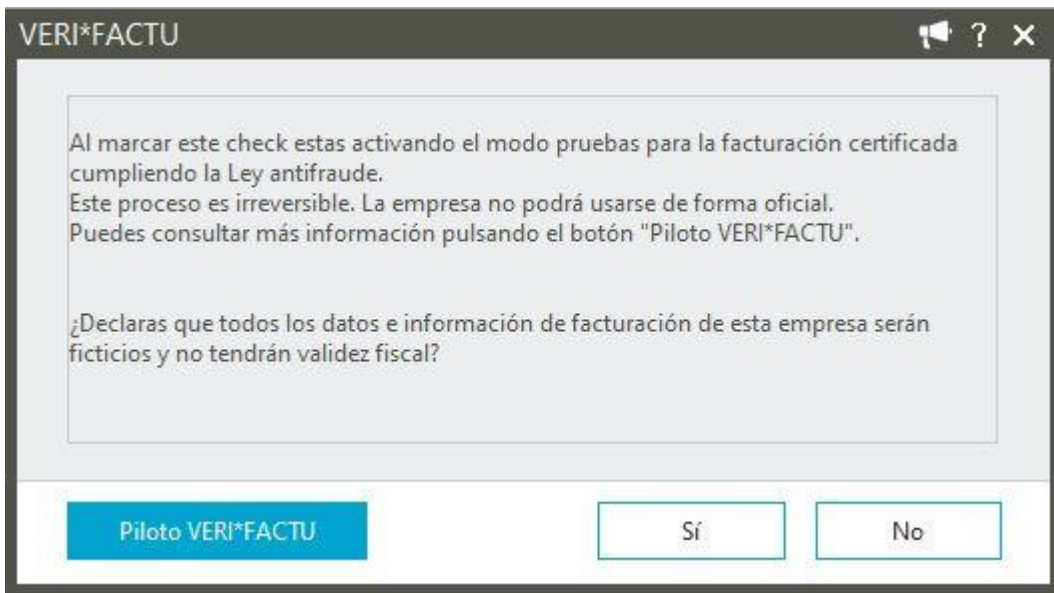 VERI*FACTU
?
Al marcar este check estas activando el modo pruebas para la facturación certificada
cumpliendo la Ley antifraude.
Este proceso es irreversible. La empresa no podrá usarse de forma oficial.
Puedes consultar más información pulsando el botón "Piloto VERI*FACTU".
¿Declaras que todos los datos e información de facturación de esta empresa serán
ficticios y no tendrán validez fiscal?
Piloto VERI*FACTU
Sí
No